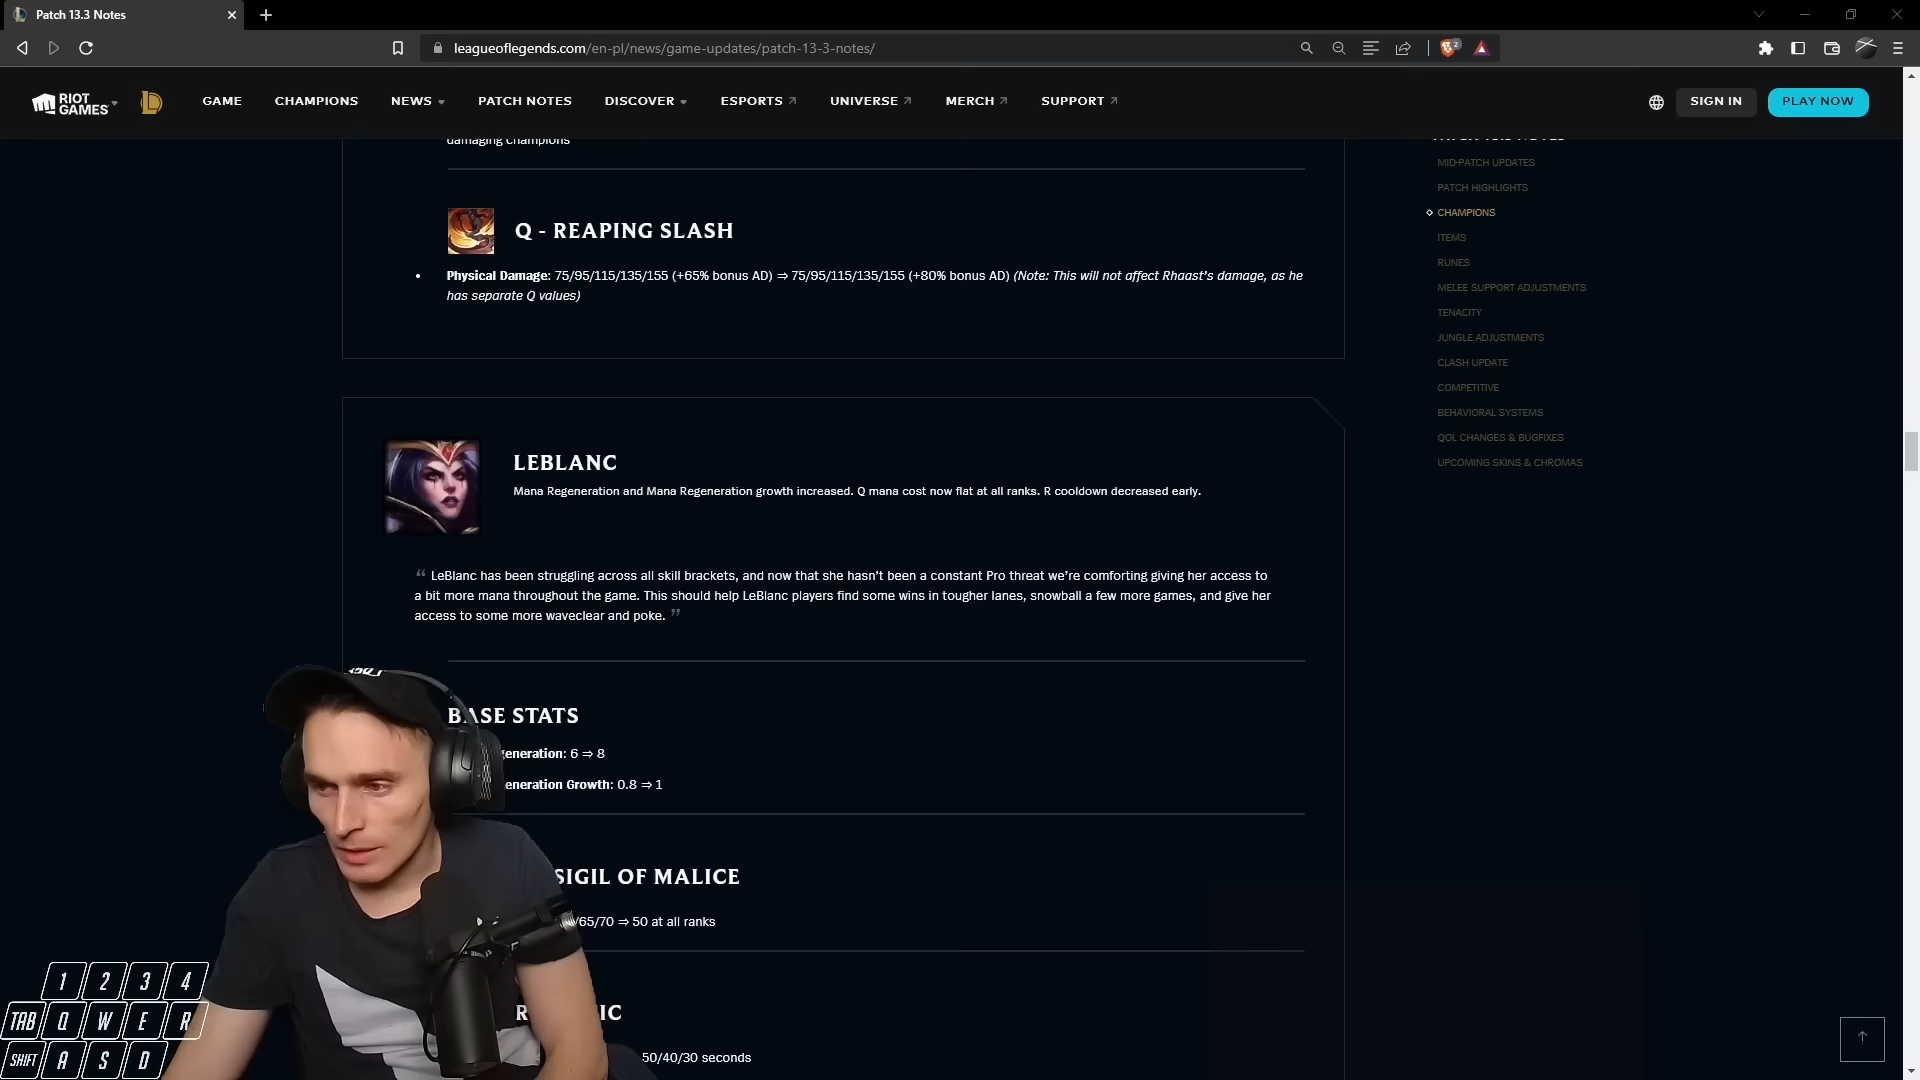 Patch 13.3 Notes
leagueoflegends.com/en-pl/news/game-updates/patch-13-3-notes/
2
RIOT GAMES
GAME
CHAMPIONS
NEWS
PATCH NOTES
DISCOVER
ESPORTS
UNIVERSE
MERCH
SUPPORT
SIGN IN
PLAY NOW
damaging champions
Q - REAPING SLASH
Physical Damage: 75/95/115/135/155 (+65% bonus AD) ⇒ 75/95/115/135/155 (+80% bonus AD) (Note: This will not affect Rhaast's damage, as he
has separate Q values)
LEBLANC
Mana Regeneration and Mana Regeneration growth increased. Q mana cost now flat at all ranks. R cooldown decreased early.
“ LeBlanc has been struggling across all skill brackets, and now that she hasn’t been a constant Pro threat we’re comforting giving her access to
a bit more mana throughout the game. This should help LeBlanc players find some wins in tougher lanes, snowball a few more games, and give her
access to some more waveclear and poke. ”
BASE STATS
eneration: 6 ⇒ 8
eneration Growth: 0.8 ⇒ 1
SIGIL OF MALICE
/65/70 ⇒ 50 at all ranks
R
IC
50/40/30 seconds
MID-PATCH UPDATES
PATCH HIGHLIGHTS
CHAMPIONS
ITEMS
RUNES
MELEE SUPPORT ADJUSTMENTS
TENACITY
JUNGLE ADJUSTMENTS
CLASH UPDATE
COMPETITIVE
BEHAVIORAL SYSTEMS
QOL CHANGES & BUGFIXES
UPCOMING SKINS & CHROMAS
1 2 3 4
TAB Q W E R
SHIFT A S D